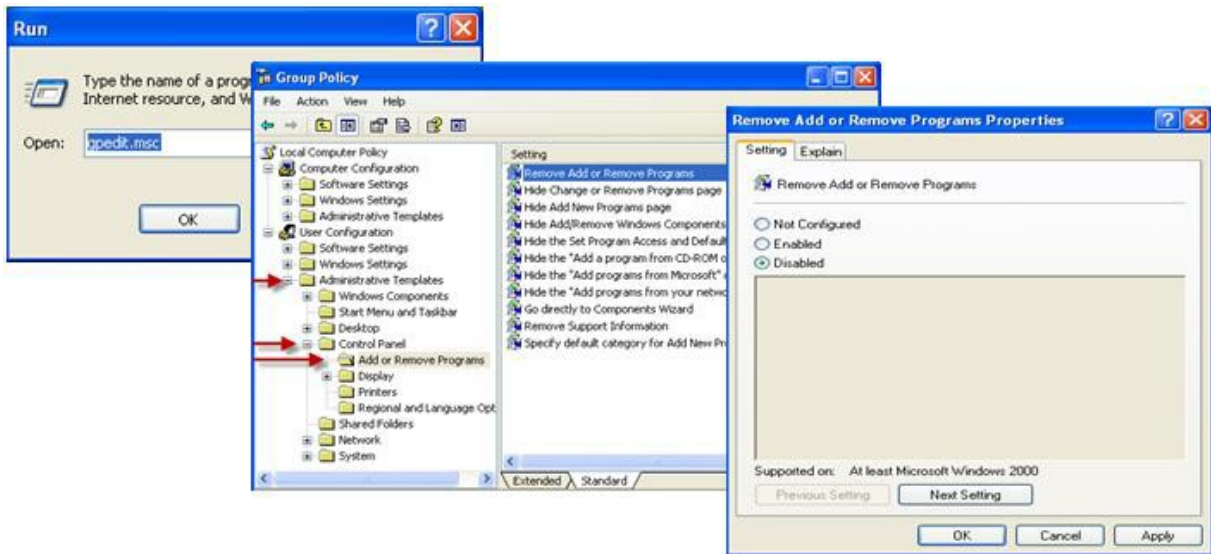 Run
Type the name of a prog
Internet resource, and W
Open: gpedit.msc
OK
Group Policy
File Action View Help
Local Computer Policy
Computer Configuration
Software Settings
Windows Settings
Administrative Templates
User Configuration
Software Settings
Windows Settings
Administrative Templates
Windows Components
Start Menu and Taskbar
Desktop
Control Panel
Add or Remove Programs
Display
Printers
Regional and Language Opt
Shared Folders
Network
System
Setting
Remove Add or Remove Programs
Hide Change or Remove Programs page
Hide Add New Programs page
Hide Add/Remove Windows Components
Hide the Set Program Access and Default
Hide the "Add a program from CD-ROM o
Hide the "Add programs from Microsoft"
Hide the "Add programs from your netwo
Go directly to Components Wizard
Remove Support Information
Specify default category for Add New Pr
Extended Standard
Remove Add or Remove Programs Properties
Setting Explain
Remove Add or Remove Programs
Not Configured
Enabled
Disabled
Supported on: At least Microsoft Windows 2000
Previous Setting Next Setting
OK Cancel Apply